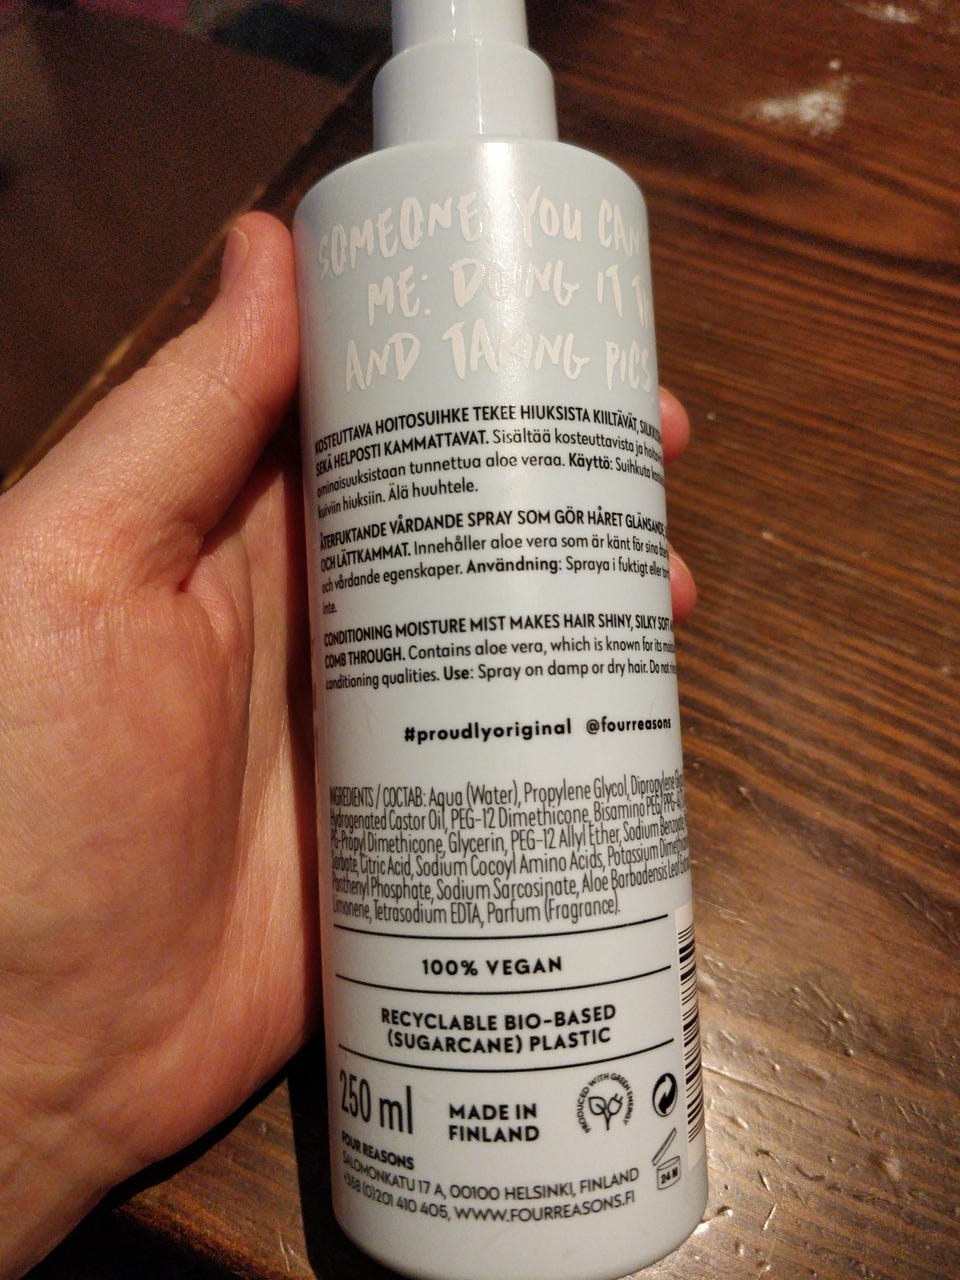 SOMEONE YOU CAN
ME: DOING IT
AND TAKING PICS
KOSTEUTTAVA HOITOSUIHKE TEKEE HIUKSISTA KIILTÄVÄT,
SEKÄ HELPOSTI KAMMATTAVAT. Sisältää kosteuttavista ja
ominaisuuksistaan tunnettua aloe veraa. Käyttö: Suihkuta
kuiviin hiuksiin. Älä huuhtele.
ÅTERFUKTANDE VÅRDANDE SPRAY SOM GÖR HÅRET
OCH LÄTTKAMMAT. Innehåller aloe vera som är känt för sina
och vårdande egenskaper. Användning: Spraya i fuktigt eller
inte.
CONDITIONING MOISTURE MIST MAKES HAIR SHINY, SILKY SOFT
COMB THROUGH. Contains aloe vera, which is known for its
conditioning qualities. Use: Spray on damp or dry hair. Do not
#proudlyoriginal @fourreasons
INGREDIENTS / СОСТАВ: Aqua (Water), Propylene Glycol, Dipropylene
Hydrogenated Castor Oil, PEG-12 Dimethicone, Bisamino
PG-Propyl Dimethicone, Glycerin, PEG-12 Allyl Ether, Sodium
Sorbate, Citric Acid, Sodium Cocoyl Amino Acids, Potassium
Panthenyl Phosphate, Sodium Sarcosinate, Aloe Barbadensis Leaf
Limonene, Tetrasodium EDTA, Parfum (Fragrance).
100% VEGAN
RECYCLABLE BIO-BASED
(SUGARCANE) PLASTIC
250 ml
MADE IN
FINLAND
PRODUCED WITH GREEN ENERGY
24 M
FOUR REASONS
SALOMONKATU 17 A, 00100 HELSINKI, FINLAND
+358 (0)201 410 405, WWW.FOURREASONS.FI